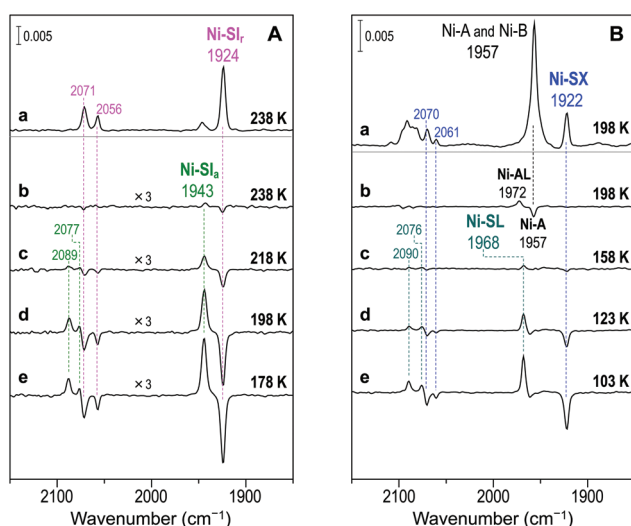 0.005
Ni-SIr
A
1924
2071
2056
a
238 K
b
× 3
Ni-SIa
1943
238 K
2077
2089
c
× 3
218 K
d
× 3
198 K
e
× 3
178 K
2100
2000
1900
Wavenumber (cm⁻¹)
0.005
Ni-A and Ni-B
1957
B
Ni-SX
1922
2070
2061
a
198 K
b
Ni-AL
1972
198 K
Ni-SL
1968
Ni-A
1957
2076
2090
c
158 K
d
123 K
e
103 K
2100
2000
1900
Wavenumber (cm⁻¹)